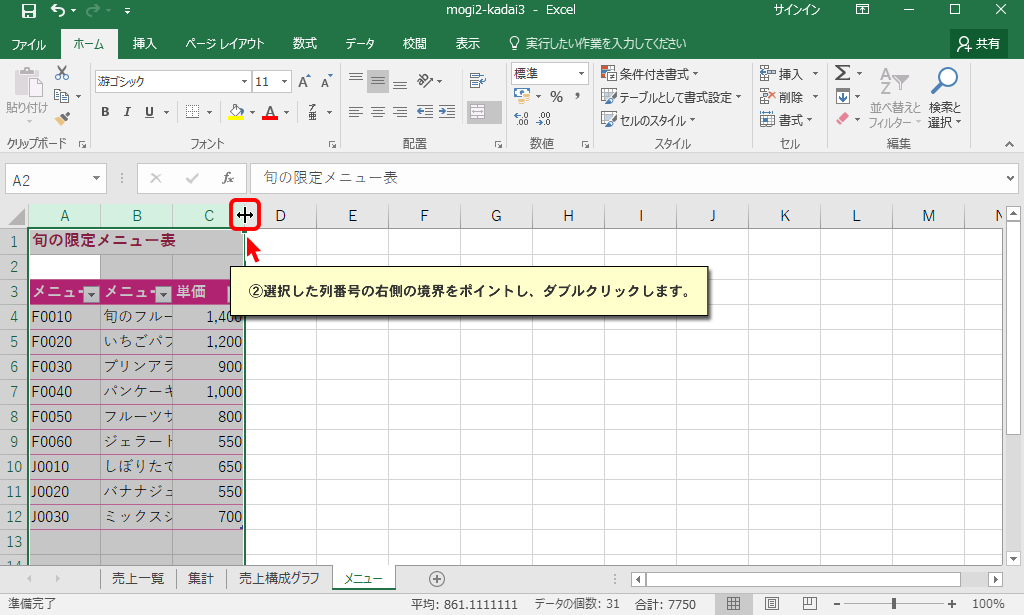 mogi2-kadai3 - Excel
サインイン
ファイル ホーム 挿入 ページ レイアウト 数式 データ 校閲 表示 実行したい作業を入力してください 共有
貼り付け
クリップボード
游ゴシック 11 A A
B I U A
フォント
配置
標準
% ,
数値
条件付き書式
テーブルとして書式設定
セルのスタイル
スタイル
挿入
削除
書式
セル
Σ
並べ替えと
フィルター
検索と
選択
編集
A2 fx 旬の限定メニュー表
A B C D E F G H I J K L M N
1 旬の限定メニュー表
2
3 メニュー メニュー 単価
②選択した列番号の右側の境界をポイントし、ダブルクリックします。
4 F0010 旬のフルー 1,400
5 F0020 いちごパフ 1,200
6 F0030 プリンアラ 900
7 F0040 パンケーキ 1,000
8 F0050 フルーツサ 800
9 F0060 ジェラート 550
10 J0010 しぼりたて 650
11 J0020 バナナジュ 550
12 J0030 ミックスジ 700
13
14
売上一覧 集計 売上構成グラフ メニュー
準備完了 平均: 861.1111111 データの個数: 31 合計: 7750 100%